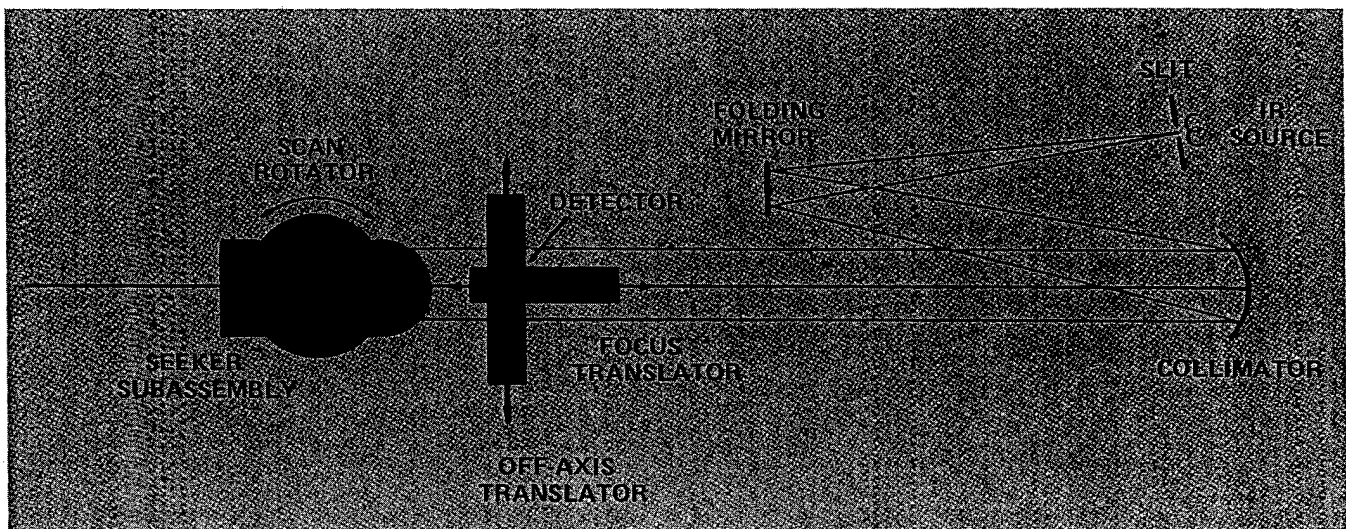 SLIT
FOLDING
MIRROR
IR
SOURCE
SCAN
ROTATOR
DETECTOR
SEEKER
SUBASSEMBLY
FOCUS
TRANSLATOR
COLLIMATOR
OFF-AXIS
TRANSLATOR